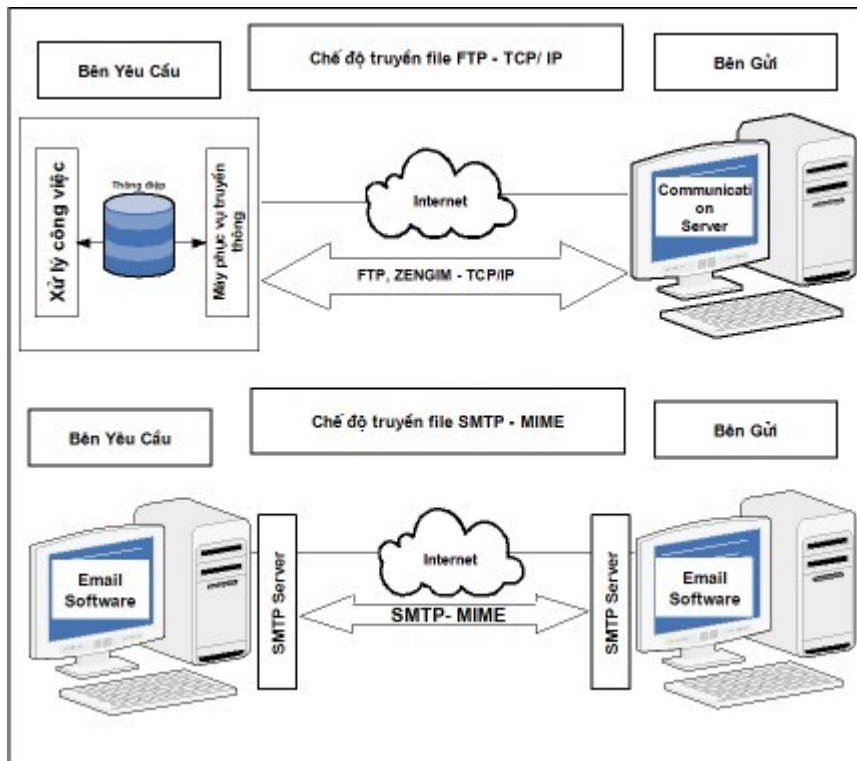 Bên Yêu Cầu
Chế độ truyền file FTP - TCP/ IP
Bên Gửi
Xử lý công việc
Thông điệp
Máy phục vụ truyền
thông
Internet
Communicati
on
Server
FTP, ZENGIM - TCP/IP
Bên Yêu Cầu
Chế độ truyền file SMTP - MIME
Bên Gửi
Email
Software
SMTP Server
Internet
SMTP- MIME
SMTP Server
Email
Software